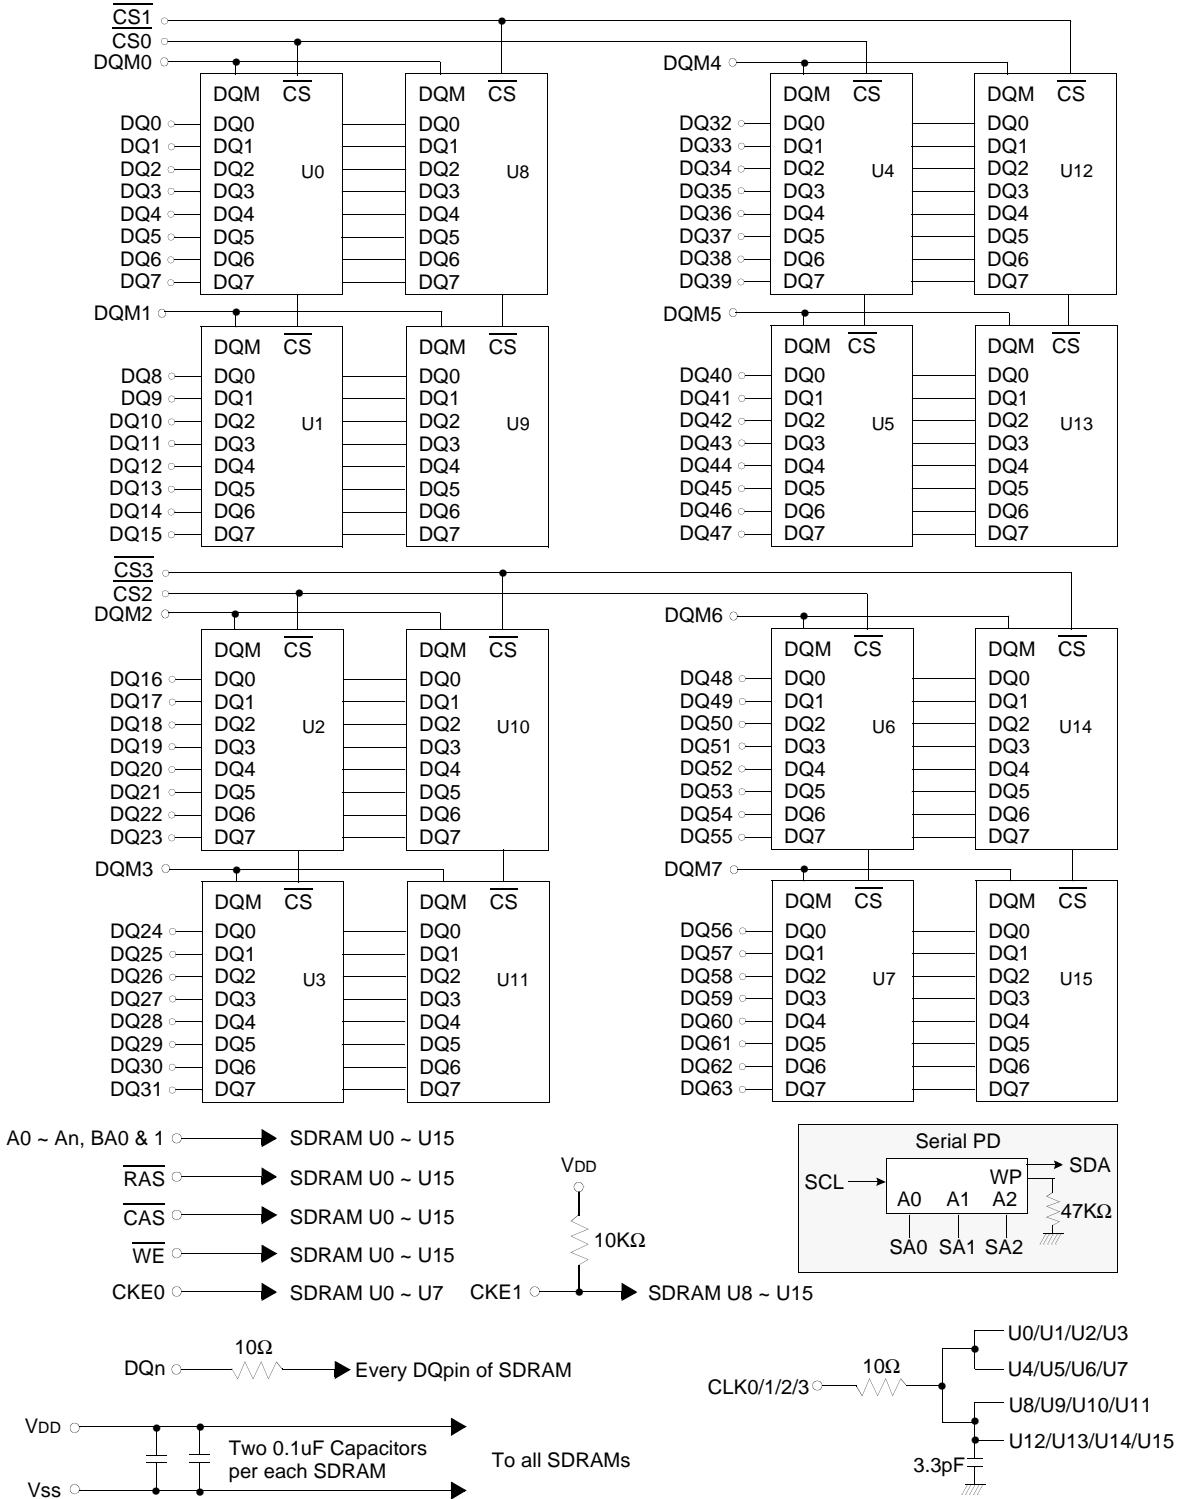 CS1
CS0
DQM0 DQM4
DQM CS DQM CS DQM CS DQM CS
DQ0 DQ0 DQ0 DQ32 DQ0 DQ0
DQ1 DQ1 DQ1 DQ33 DQ1 DQ1
DQ2 DQ2 U0 DQ2 U8 DQ34 DQ2 U4 DQ2 U12
DQ3 DQ3 DQ3 DQ35 DQ3 DQ3
DQ4 DQ4 DQ4 DQ36 DQ4 DQ4
DQ5 DQ5 DQ5 DQ37 DQ5 DQ5
DQ6 DQ6 DQ6 DQ38 DQ6 DQ6
DQ7 DQ7 DQ7 DQ39 DQ7 DQ7
DQM1 DQM5
DQM CS DQM CS DQM CS DQM CS
DQ8 DQ0 DQ0 DQ40 DQ0 DQ0
DQ9 DQ1 DQ1 DQ41 DQ1 DQ1
DQ10 DQ2 U1 DQ2 U9 DQ42 DQ2 U5 DQ2 U13
DQ11 DQ3 DQ3 DQ43 DQ3 DQ3
DQ12 DQ4 DQ4 DQ44 DQ4 DQ4
DQ13 DQ5 DQ5 DQ45 DQ5 DQ5
DQ14 DQ6 DQ6 DQ46 DQ6 DQ6
DQ15 DQ7 DQ7 DQ47 DQ7 DQ7
CS3
CS2
DQM2 DQM6
DQM CS DQM CS DQM CS DQM CS
DQ16 DQ0 DQ0 DQ48 DQ0 DQ0
DQ17 DQ1 DQ1 DQ49 DQ1 DQ1
DQ18 DQ2 U2 DQ2 U10 DQ50 DQ2 U6 DQ2 U14
DQ19 DQ3 DQ3 DQ51 DQ3 DQ3
DQ20 DQ4 DQ4 DQ52 DQ4 DQ4
DQ21 DQ5 DQ5 DQ53 DQ5 DQ5
DQ22 DQ6 DQ6 DQ54 DQ6 DQ6
DQ23 DQ7 DQ7 DQ55 DQ7 DQ7
DQM3 DQM7
DQM CS DQM CS DQM CS DQM CS
DQ24 DQ0 DQ0 DQ56 DQ0 DQ0
DQ25 DQ1 DQ1 DQ57 DQ1 DQ1
DQ26 DQ2 U3 DQ2 U11 DQ58 DQ2 U7 DQ2 U15
DQ27 DQ3 DQ3 DQ59 DQ3 DQ3
DQ28 DQ4 DQ4 DQ60 DQ4 DQ4
DQ29 DQ5 DQ5 DQ61 DQ5 DQ5
DQ30 DQ6 DQ6 DQ62 DQ6 DQ6
DQ31 DQ7 DQ7 DQ63 DQ7 DQ7
A0 ~ An, BA0 & 1 SDRAM U0 ~ U15
RAS SDRAM U0 ~ U15
CAS SDRAM U0 ~ U15
WE SDRAM U0 ~ U15
CKE0 SDRAM U0 ~ U7
VDD
10KΩ
CKE1 SDRAM U8 ~ U15
Serial PD
SCL WP SDA
A0 A1 A2 47KΩ
SA0 SA1 SA2
10Ω
DQn Every DQpin of SDRAM
VDD
Two 0.1uF Capacitors
per each SDRAM
To all SDRAMs
Vss
U0/U1/U2/U3
10Ω
U4/U5/U6/U7
CLK0/1/2/3
U8/U9/U10/U11
U12/U13/U14/U15
3.3pF